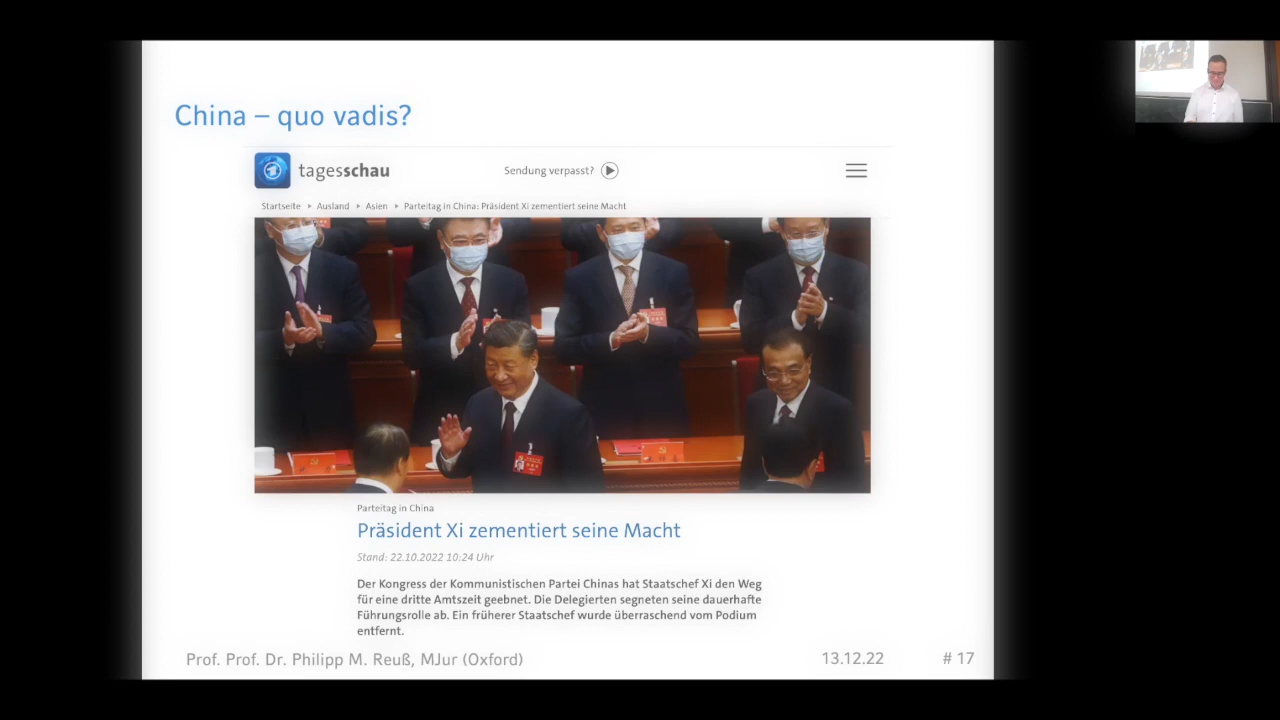 China – quo vadis?
tagesschau
Sendung verpasst?
Startseite ▸ Ausland ▸ Asien ▸ Parteitag in China: Präsident Xi zementiert seine Macht
Parteitag in China
Präsident Xi zementiert seine Macht
Stand: 22.10.2022 10:24 Uhr
Der Kongress der Kommunistischen Partei Chinas hat Staatschef Xi den Weg
für eine dritte Amtszeit geebnet. Die Delegierten segneten seine dauerhafte
Führungsrolle ab. Ein früherer Staatschef wurde überraschend vom Podium
entfernt.
Prof. Prof. Dr. Philipp M. Reuß, MJur (Oxford)
13.12.22
# 17